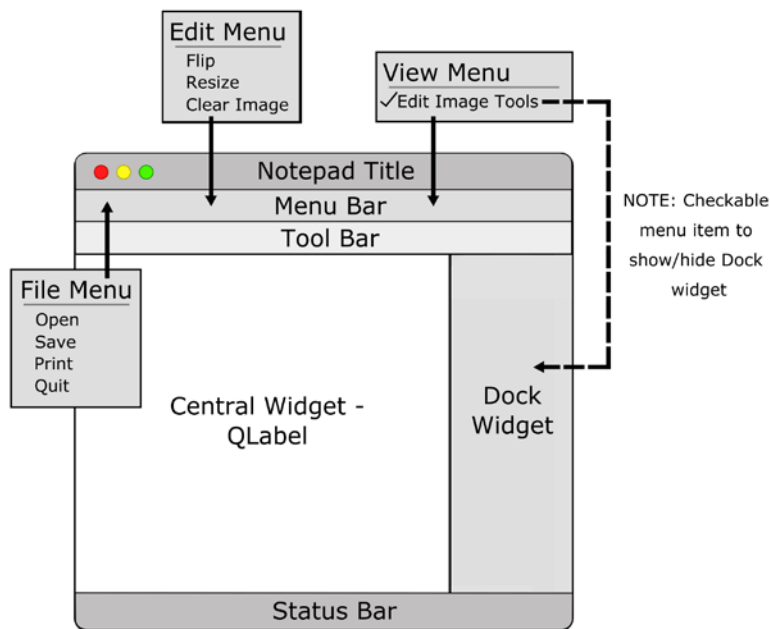 Edit Menu
Flip
Resize
Clear Image
View Menu
✓Edit Image Tools
Notepad Title
Menu Bar
Tool Bar
NOTE: Checkable
menu item to
show/hide Dock
widget
File Menu
Open
Save
Print
Quit
Central Widget -
QLabel
Dock
Widget
Status Bar